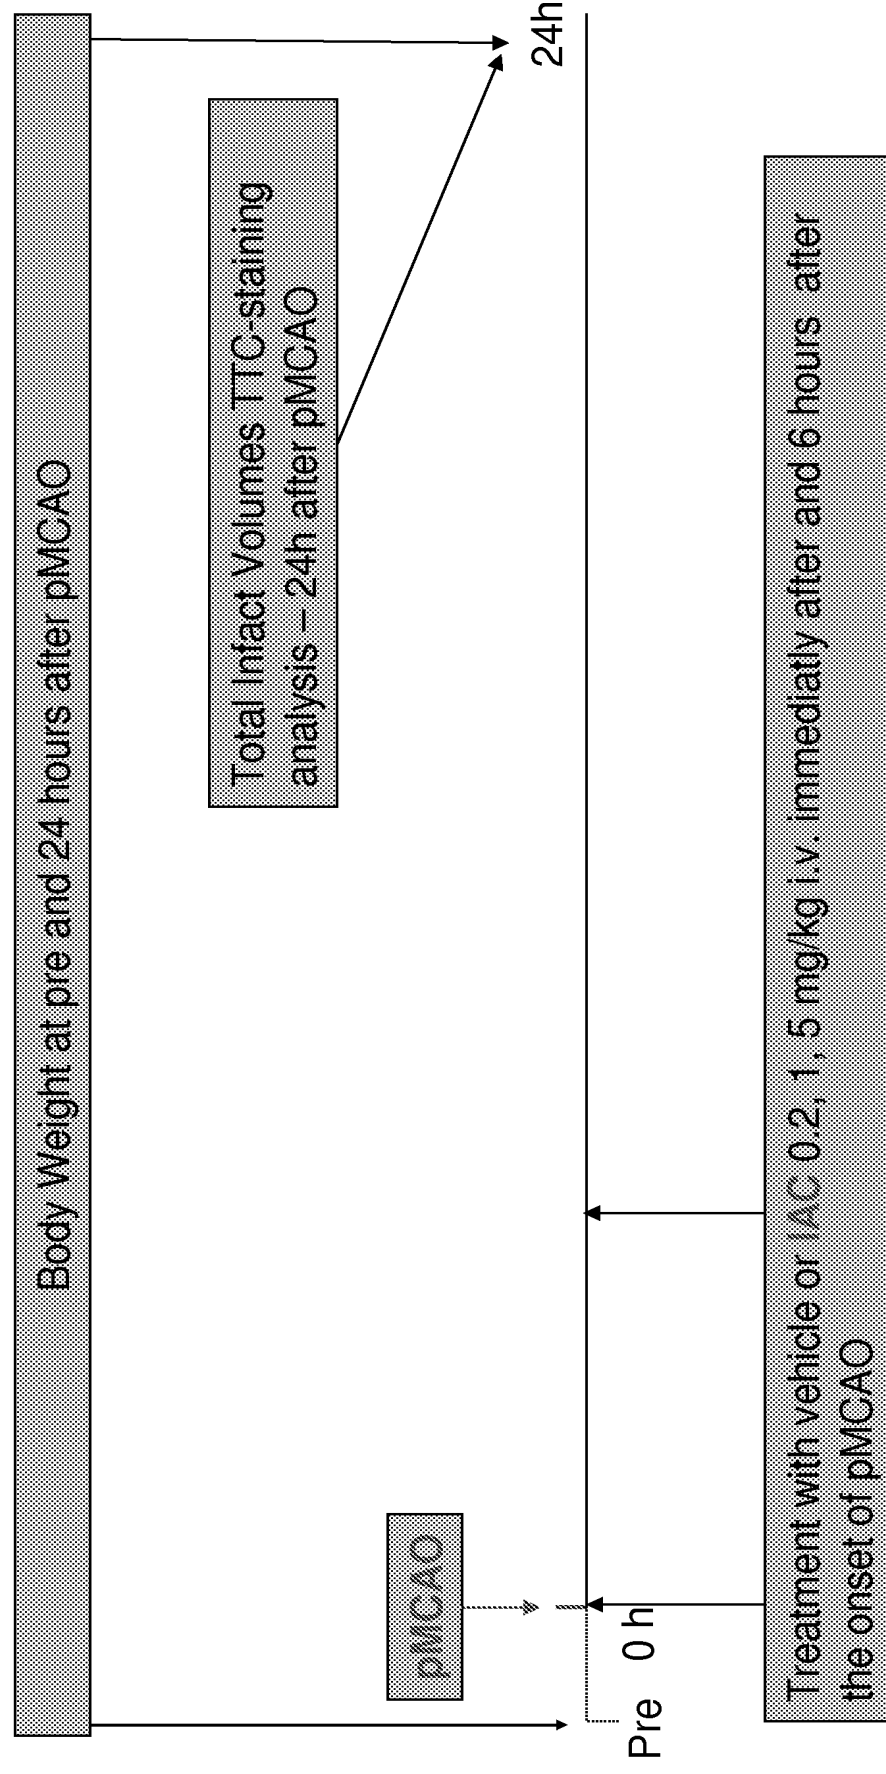 Body Weight at pre and 24 hours after pMCAO
Total Infact Volumes TTC-staining
analysis – 24h after pMCAO
pMCAO
Pre
0 h
24h
Treatment with vehicle or IAC 0.2, 1, 5 mg/kg i.v. immediatly after and 6 hours after
the onset of pMCAO